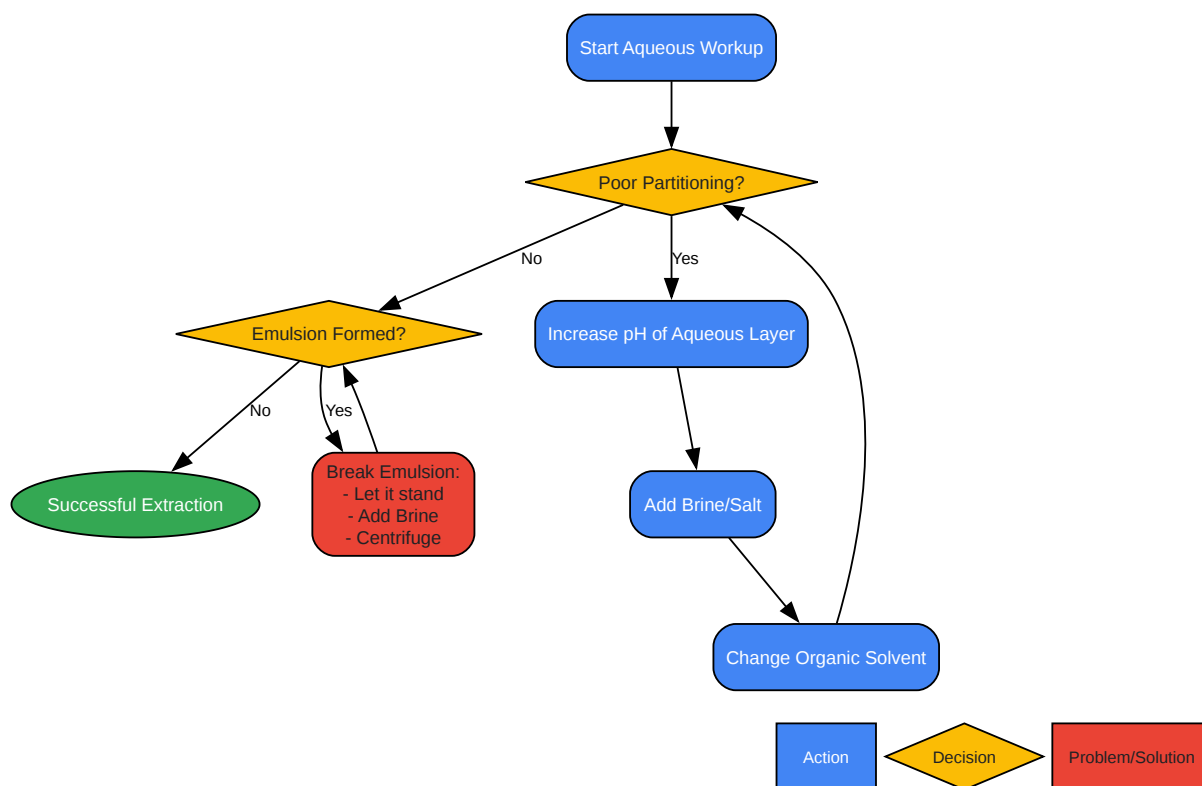 Start Aqueous Workup
Poor Partitioning?
No
Yes
Emulsion Formed?
Increase pH of Aqueous Layer
No
Yes
Break Emulsion:
- Let it stand
- Add Brine
- Centrifuge
Successful Extraction
Add Brine/Salt
Change Organic Solvent
Action
Decision
Problem/Solution